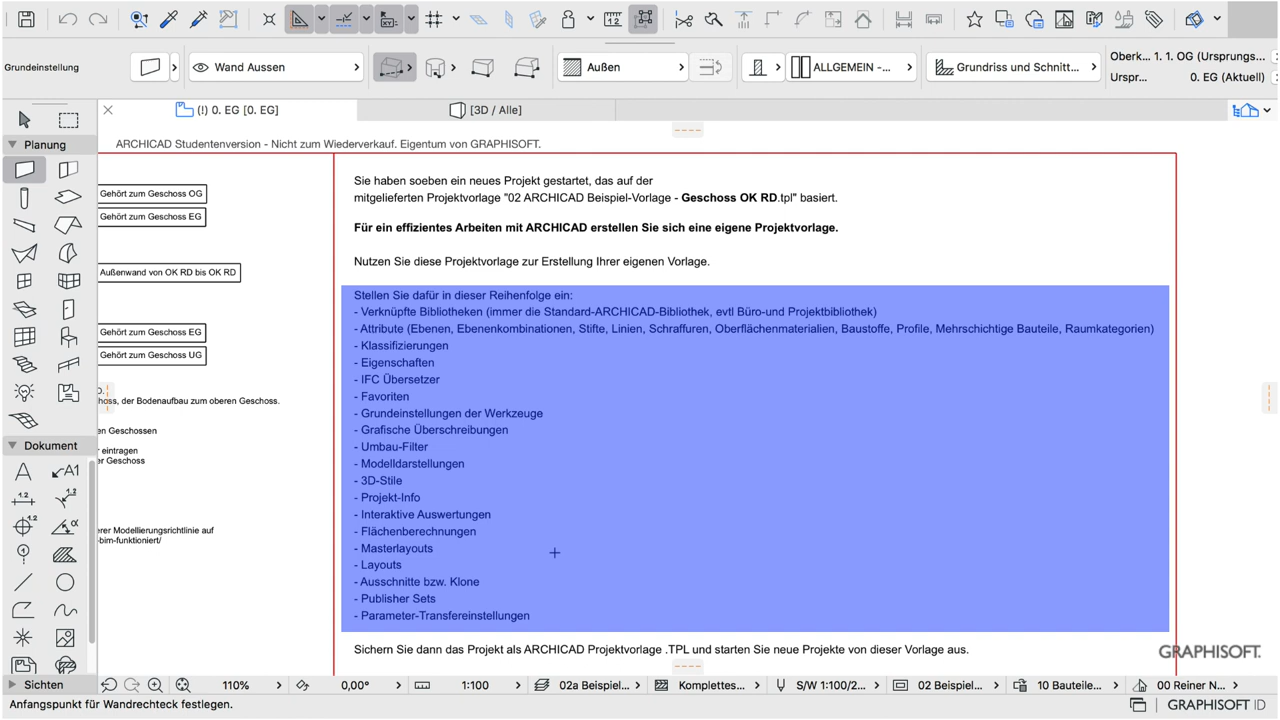 Grundeinstellung
Wand Aussen
Außen
ALLGEMEIN -...
Grundriss und Schnitt...
Oberk... 1. 1. OG (Ursprungs...
Urspr... 0. EG (Aktuell)
(!) 0. EG [0. EG]
[3D / Alle]
Planung
ARCHICAD Studentenversion - Nicht zum Wiederverkauf. Eigentum von GRAPHISOFT.
Gehört zum Geschoss OG
Gehört zum Geschoss EG
Außenwand von OK RD bis OK RD
Gehört zum Geschoss EG
Gehört zum Geschoss UG
D.
hoss, der Bodenaufbau zum oberen Geschoss.
en Geschossen
r eintragen
er Geschoss
erer Modellierungsrichtlinie auf
-bim-funktioniert/
Sie haben soeben ein neues Projekt gestartet, das auf der
mitgelieferten Projektvorlage "02 ARCHICAD Beispiel-Vorlage - Geschoss OK RD.tpl" basiert.
Für ein effizientes Arbeiten mit ARCHICAD erstellen Sie sich eine eigene Projektvorlage.
Nutzen Sie diese Projektvorlage zur Erstellung Ihrer eigenen Vorlage.
Stellen Sie dafür in dieser Reihenfolge ein:
- Verknüpfte Bibliotheken (immer die Standard-ARCHICAD-Bibliothek, evtl Büro-und Projektbibliothek)
- Attribute (Ebenen, Ebenenkombinationen, Stifte, Linien, Schraffuren, Oberflächenmaterialien, Baustoffe, Profile, Mehrschichtige Bauteile, Raumkategorien)
- Klassifizierungen
- Eigenschaften
- IFC Übersetzer
- Favoriten
- Grundeinstellungen der Werkzeuge
- Grafische Überschreibungen
- Umbau-Filter
- Modelldarstellungen
- 3D-Stile
- Projekt-Info
- Interaktive Auswertungen
- Flächenberechnungen
- Masterlayouts
- Layouts
- Ausschnitte bzw. Klone
- Publisher Sets
- Parameter-Transfereinstellungen
Sichern Sie dann das Projekt als ARCHICAD Projektvorlage .TPL und starten Sie neue Projekte von dieser Vorlage aus.
GRAPHISOFT.
Dokument
Sichten
110%
0,00°
1:100
02a Beispiel...
Komplettes...
S/W 1:100/2...
02 Beispiel...
10 Bauteile...
00 Reiner N...
Anfangspunkt für Wandrechteck festlegen.
GRAPHISOFT ID